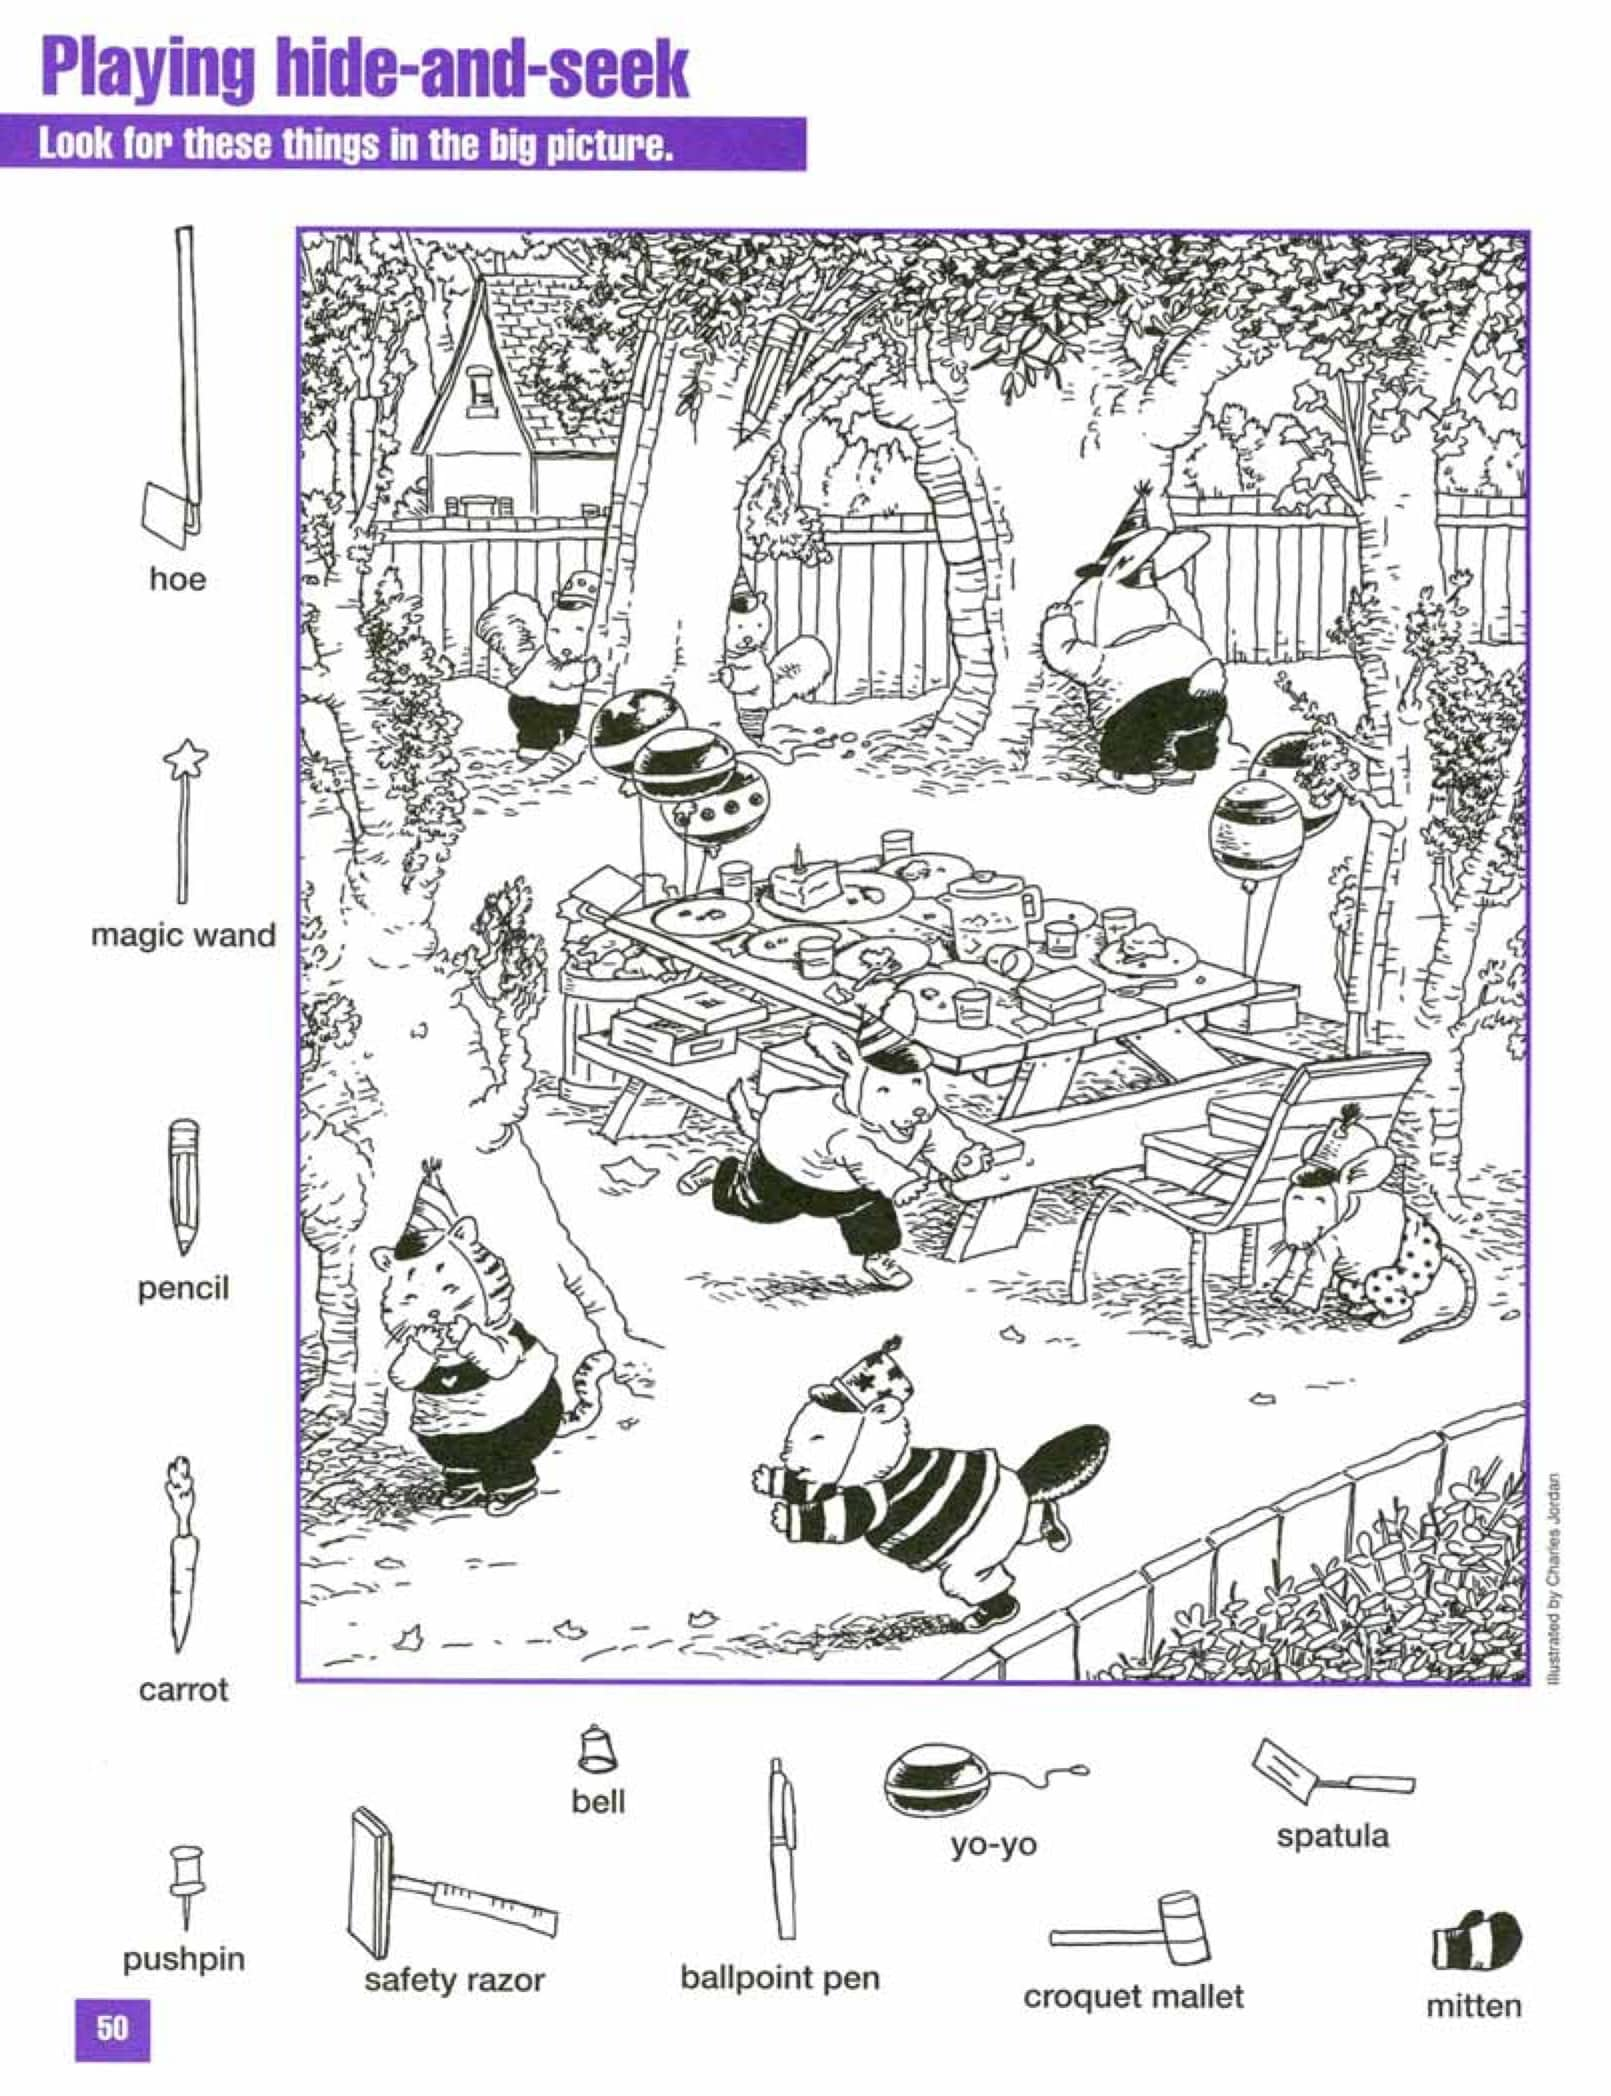 Playing hide-and-seek
Look for these things in the big picture.
hoe
magic wand
pencil
carrot
Illustrated by Charles Jordan
bell
yo-yo
spatula
pushpin
safety razor
ballpoint pen
croquet mallet
mitten
50